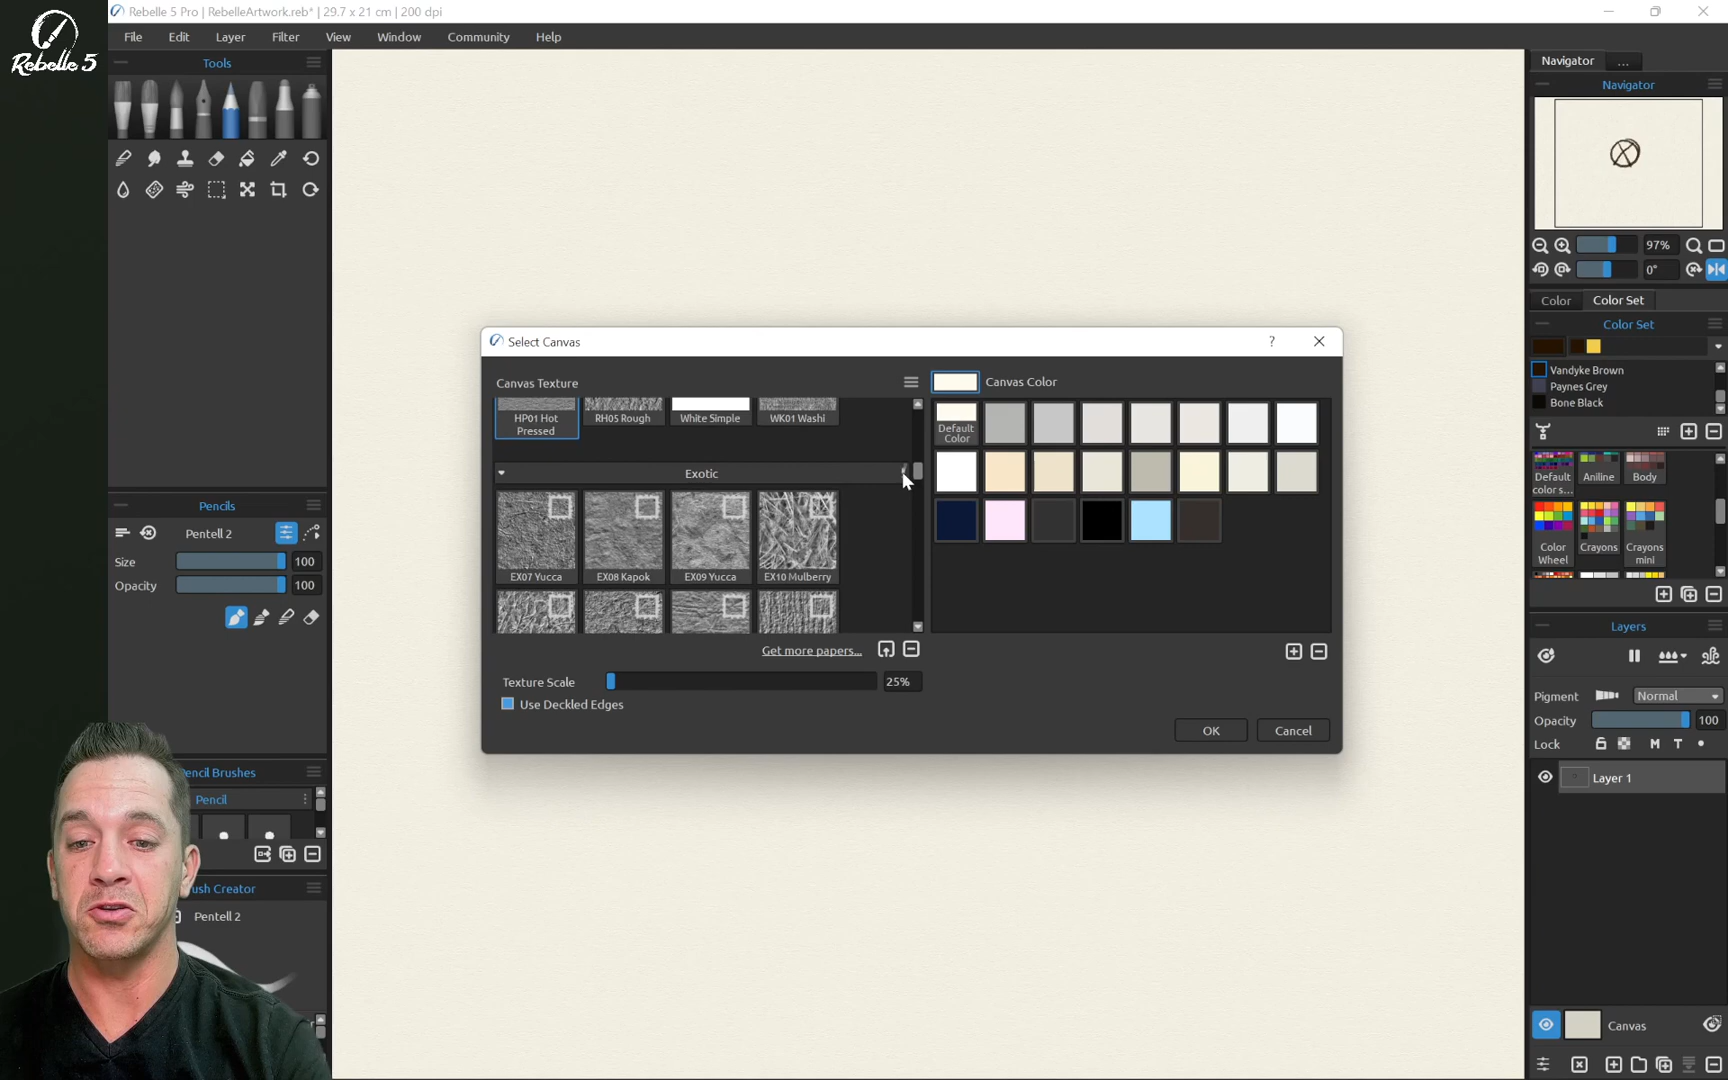 Rebelle 5
Rebelle 5 Pro | RebelleArtwork.reb* | 29.7 x 21 cm | 200 dpi
File Edit Layer Filter View Window Community Help
Tools
Pencils
Pentell 2
Size 100
Opacity 100
Pencil Brushes
Pencil
ush Creator
Pentell 2
Select Canvas
?
Canvas Texture
HP01 Hot Pressed
RH05 Rough
White Simple
WK01 Washi
Exotic
EX07 Yucca
EX08 Kapok
EX09 Yucca
EX10 Mulberry
Get more papers...
Texture Scale 25%
Use Deckled Edges
Canvas Color
Default Color
OK Cancel
Navigator ...
Navigator
97%
0°
Color Color Set
Color Set
Vandyke Brown
Paynes Grey
Bone Black
Default color s...
Aniline
Body
Color Wheel
Crayons
Crayons mini
Layers
Pigment Normal
Opacity 100
Lock M T
Layer 1
Canvas